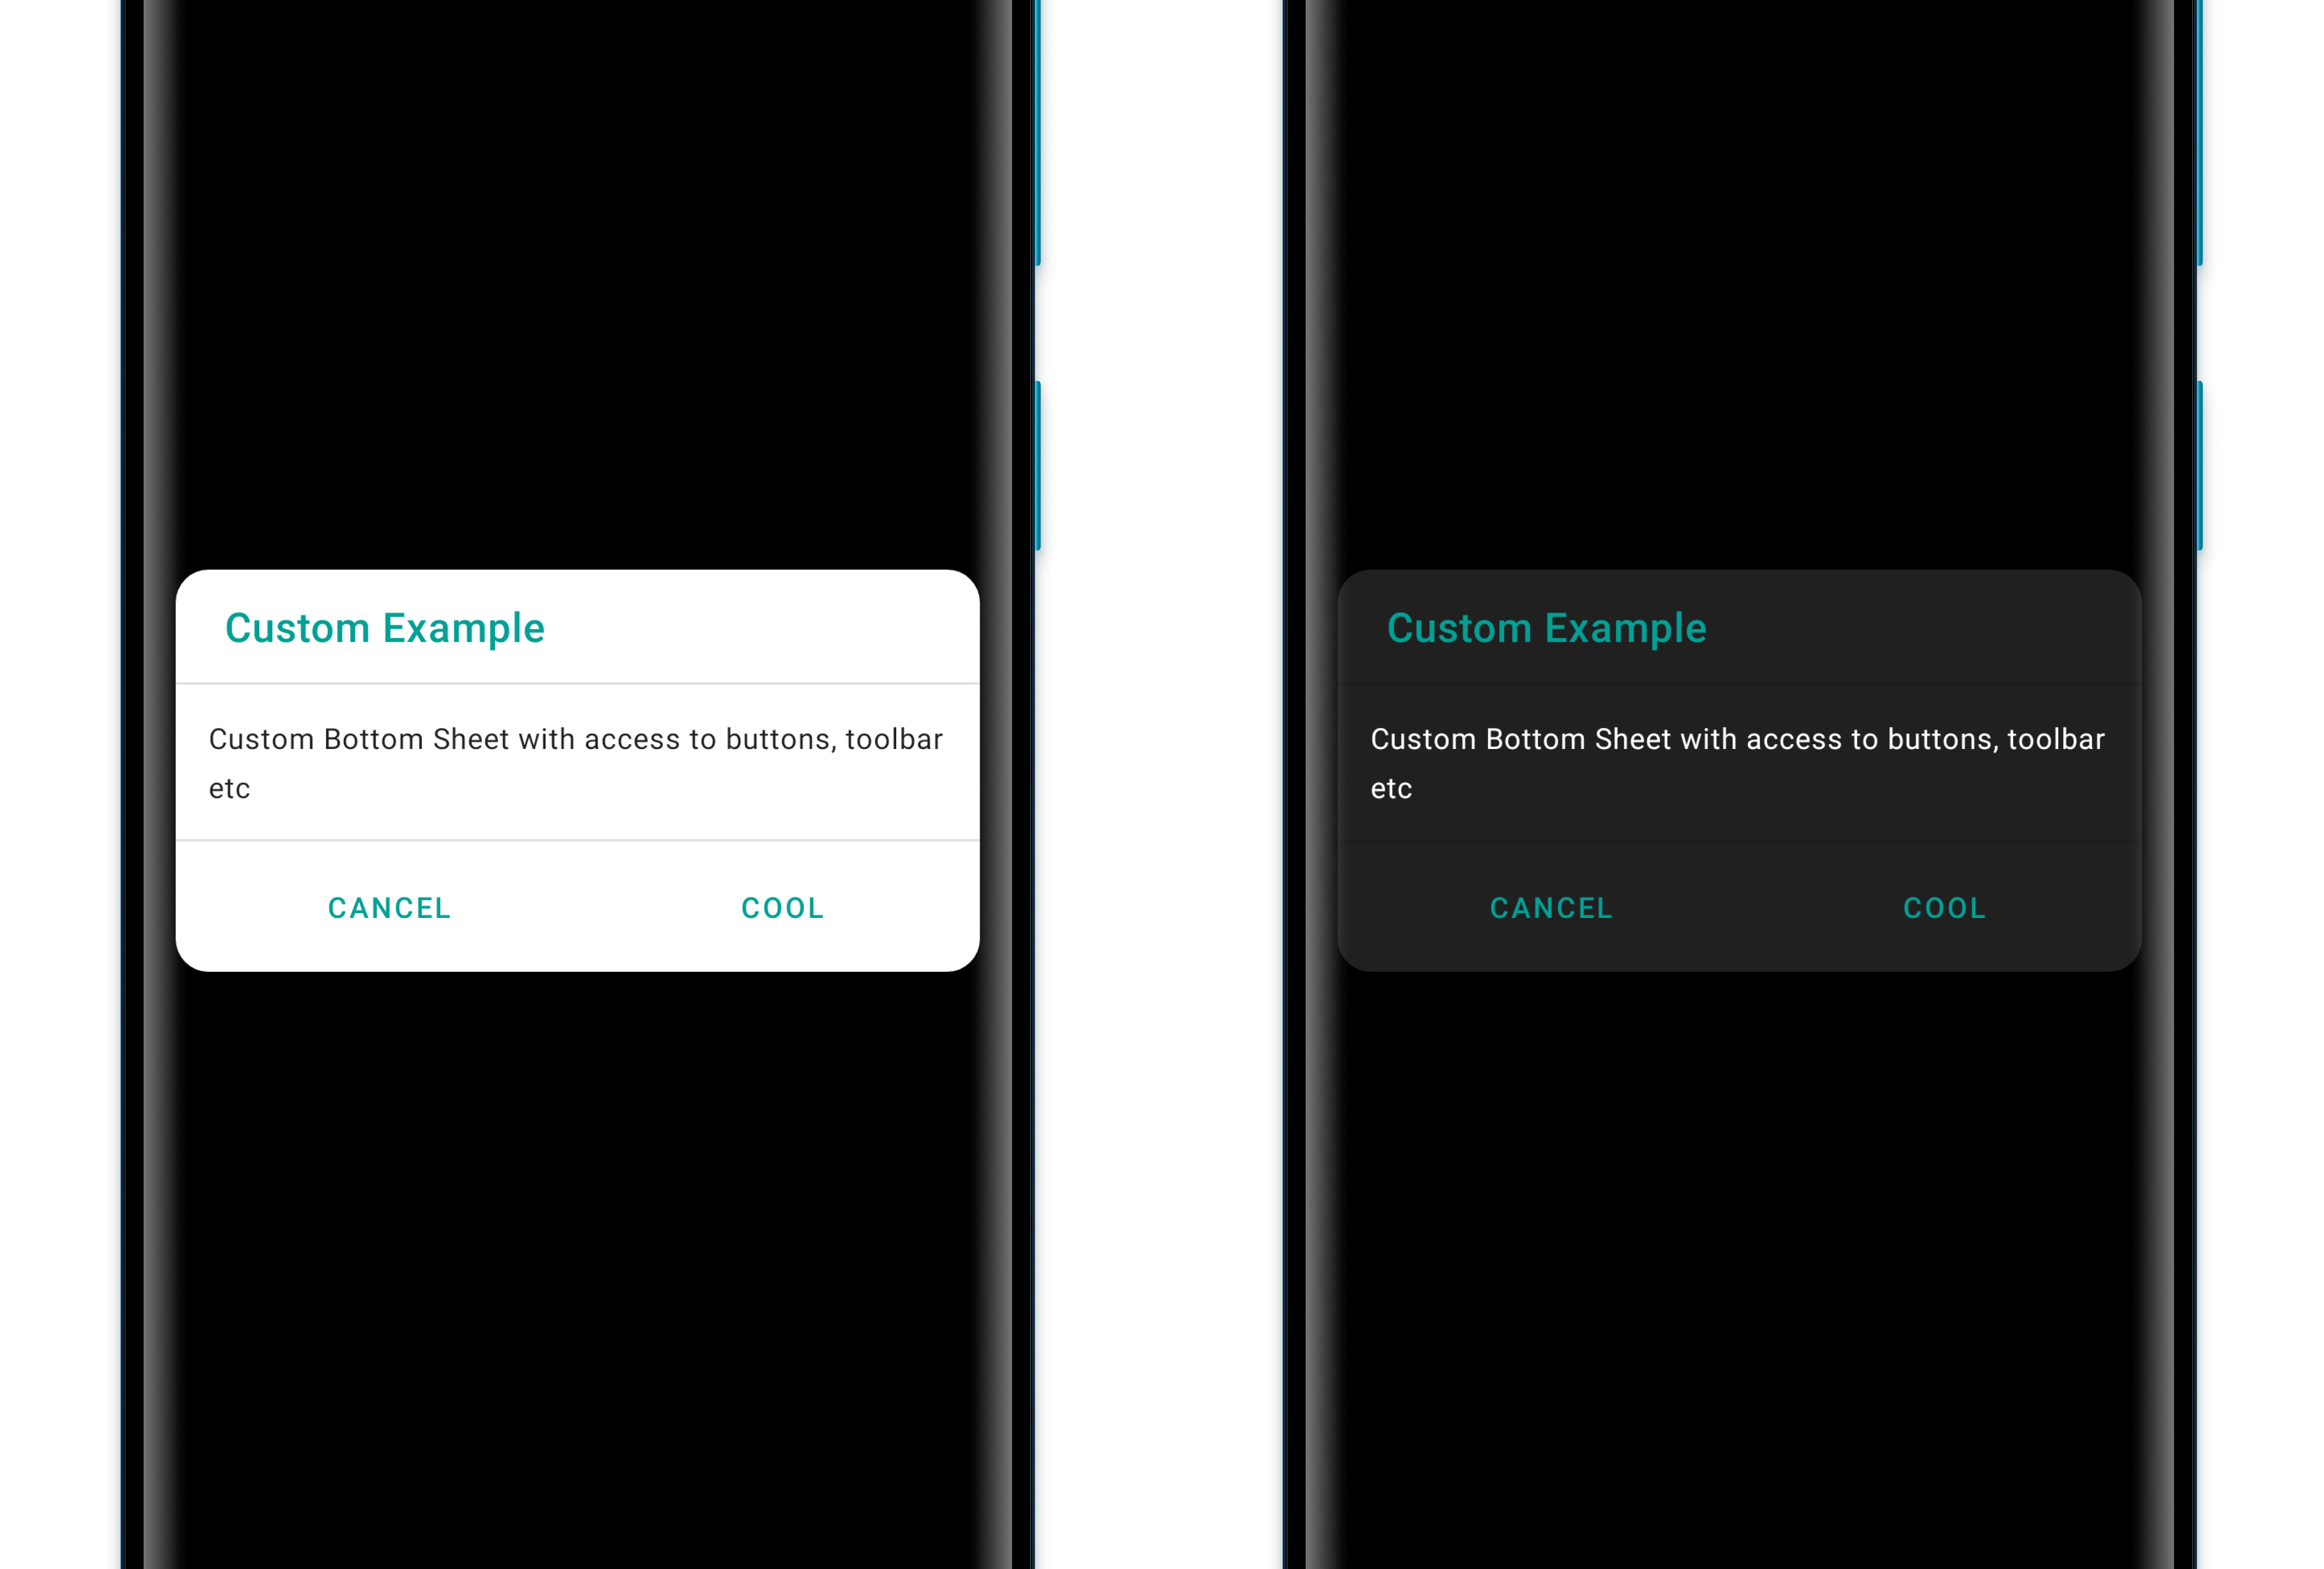 Custom Example
Custom Bottom Sheet with access to buttons, toolbar
etc
CANCEL COOL
Custom Example
Custom Bottom Sheet with access to buttons, toolbar
etc
CANCEL COOL